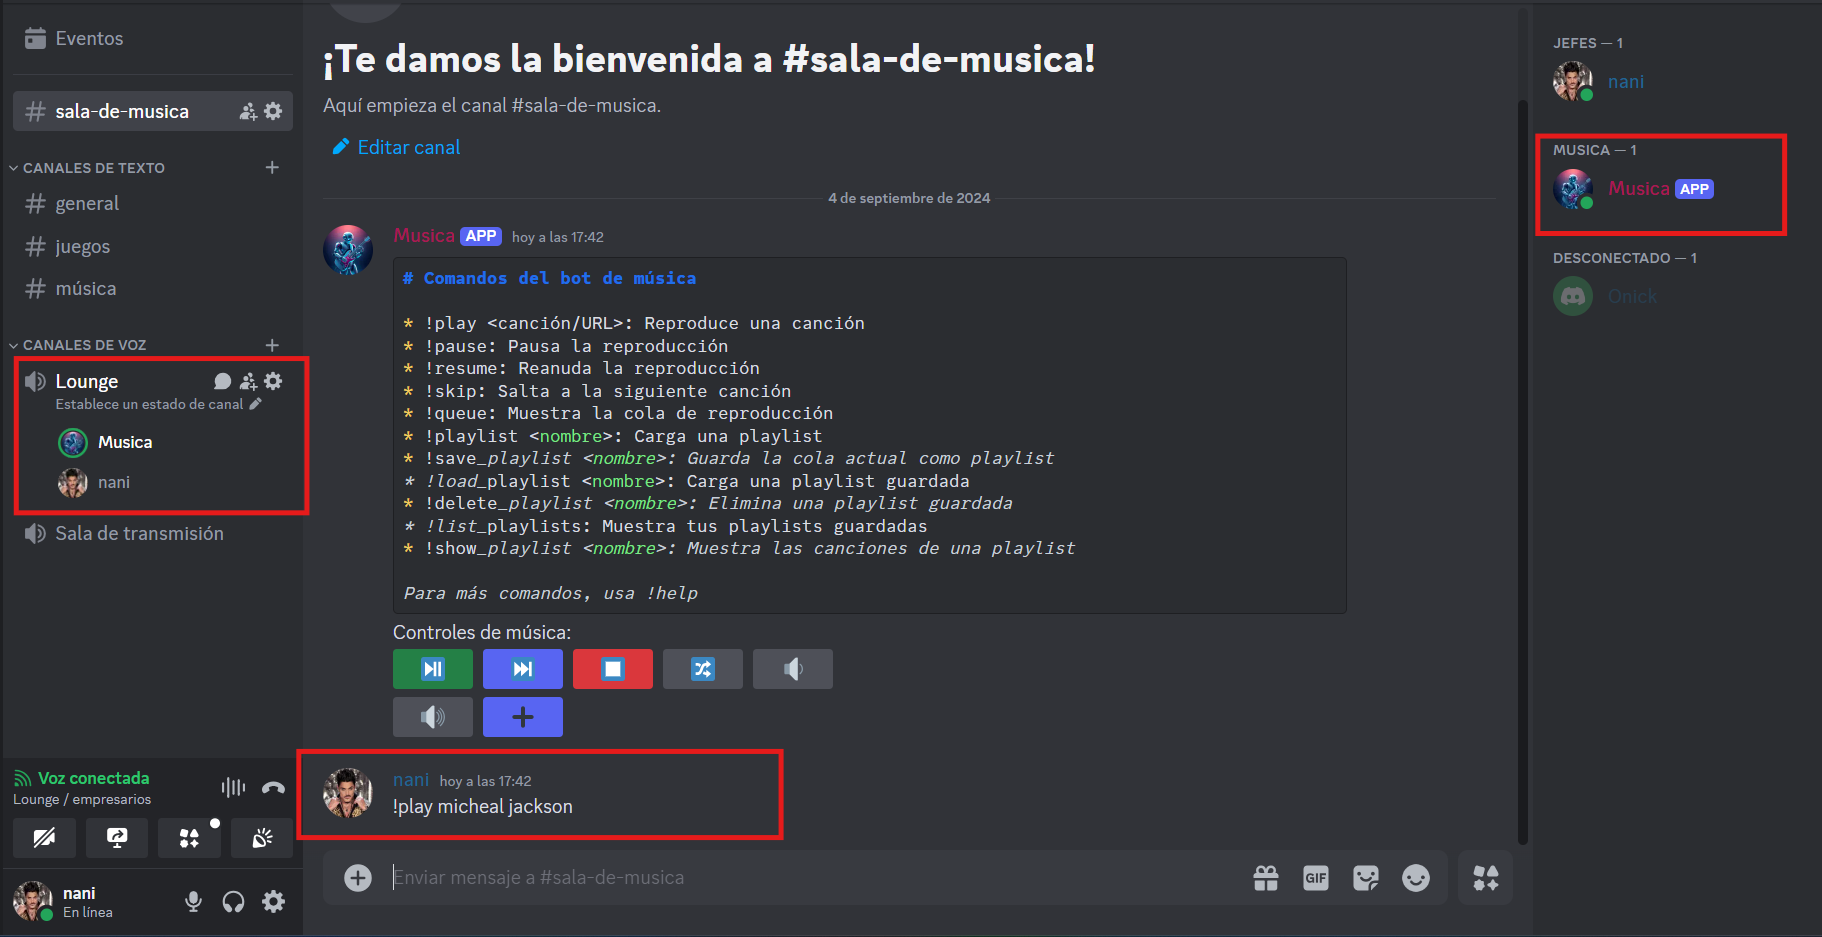 Eventos
sala-de-musica
CANALES DE TEXTO
general
juegos
música
CANALES DE VOZ
Lounge
Establece un estado de canal
Musica
nani
Sala de transmisión
Voz conectada
Lounge / empresarios
nani
En línea
¡Te damos la bienvenida a #sala-de-musica!
Aquí empieza el canal #sala-de-musica.
Editar canal
4 de septiembre de 2024
Musica APP hoy a las 17:42
# Comandos del bot de música
* !play <canción/URL>: Reproduce una canción
* !pause: Pausa la reproducción
* !resume: Reanuda la reproducción
* !skip: Salta a la siguiente canción
* !queue: Muestra la cola de reproducción
* !playlist <nombre>: Carga una playlist
* !save_playlist <nombre>: Guarda la cola actual como playlist
* !load_playlist <nombre>: Carga una playlist guardada
* !delete_playlist <nombre>: Elimina una playlist guardada
* !list_playlists: Muestra tus playlists guardadas
* !show_playlist <nombre>: Muestra las canciones de una playlist
Para más comandos, usa !help
Controles de música:
nani hoy a las 17:42
!play micheal jackson
Enviar mensaje a #sala-de-musica
GIF
JEFES — 1
nani
MUSICA — 1
Musica APP
DESCONECTADO — 1
Onick